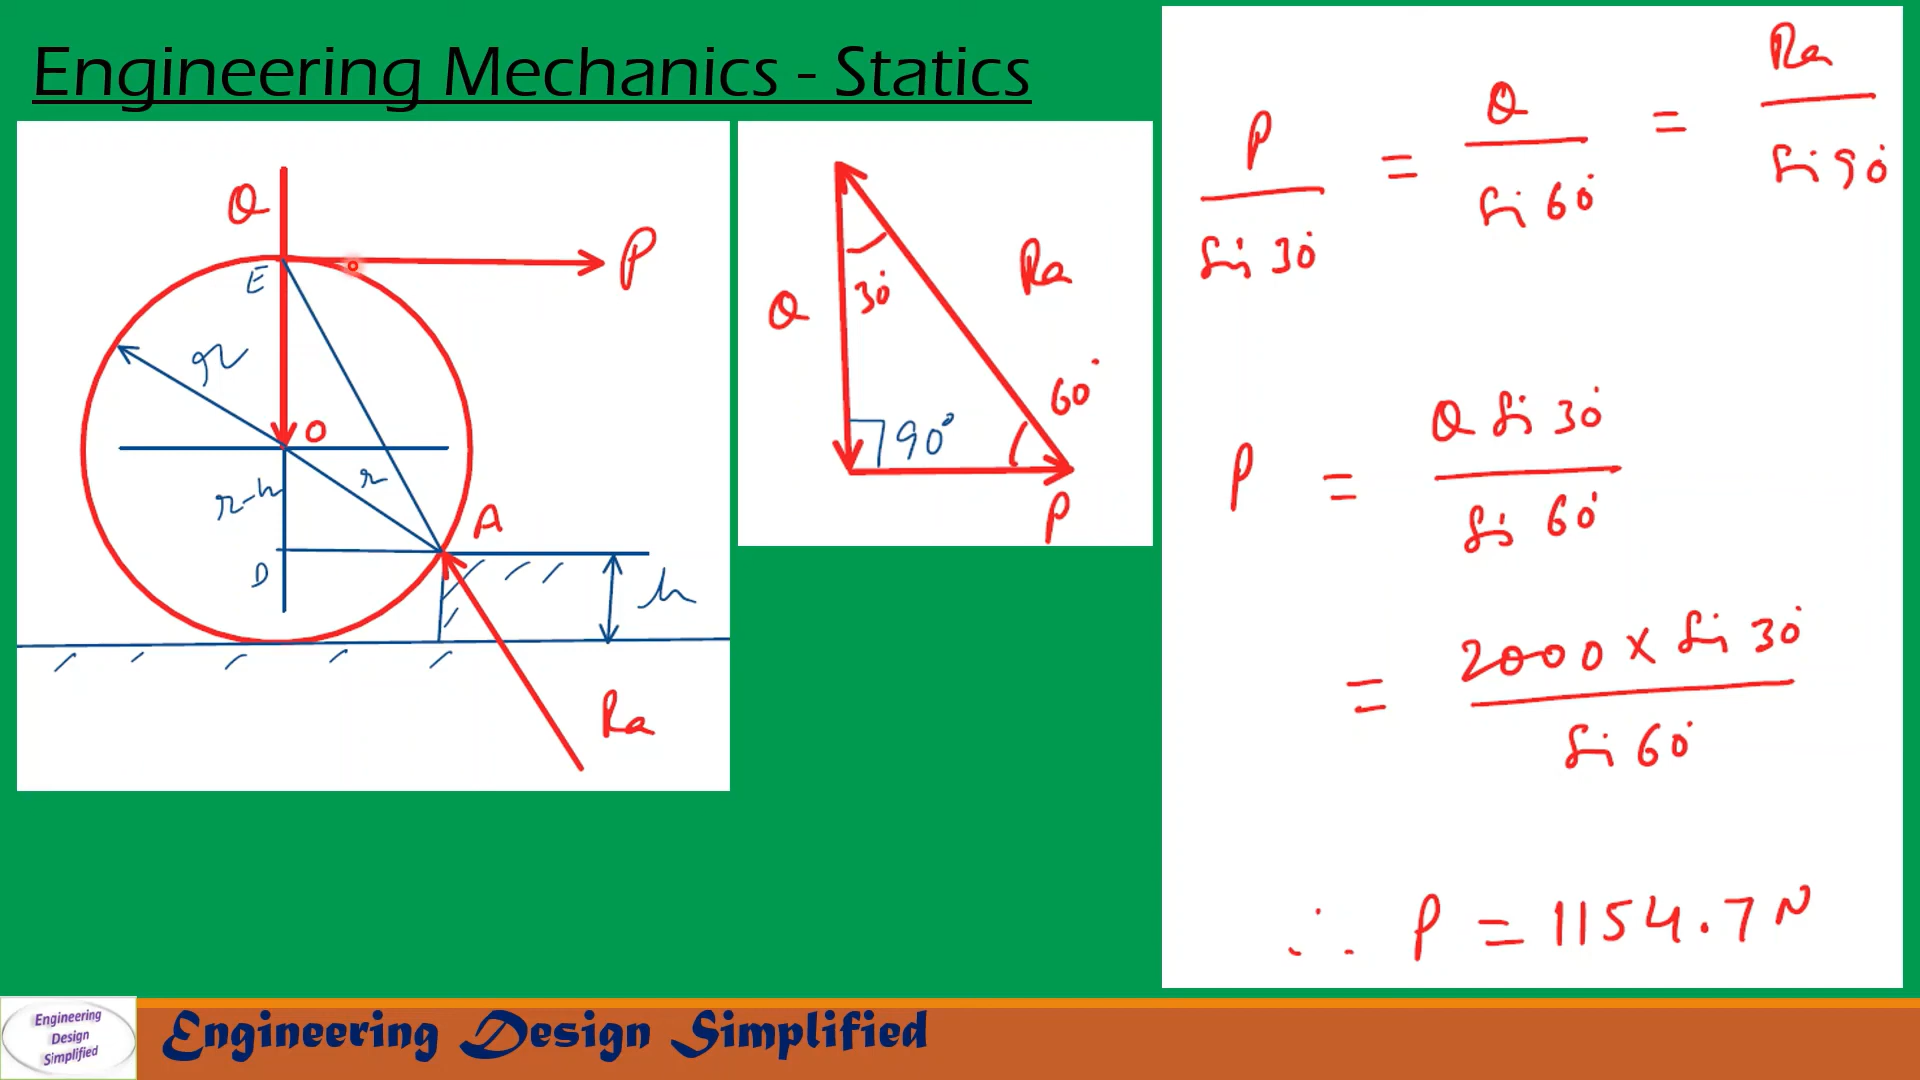 Engineering Mechanics - Statics
Q
P
E
r
O
r-h
r
A
D
h
Ra
Q
30°
Ra
60°
90°
P
P/Sin 30° = Q/Sin 60° = Ra/Sin 90°
P = Q Sin 30°/Sin 60°
= 2000 x Sin 30°/Sin 60°
∴ P = 1154.7 N
Engineering
Design
Simplified
Engineering Design Simplified